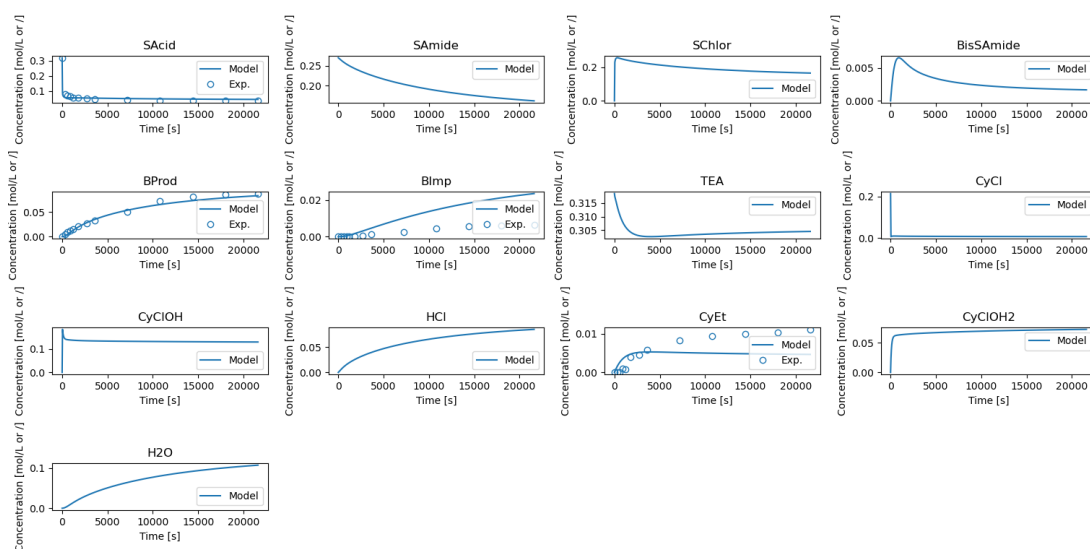 SAcid
Concentration [mol/L or /]
0.3
0.2
0.1
Model
Exp.
0 5000 10000 15000 20000
Time [s]
SAmide
Concentration [mol/L or /]
0.25
0.20
Model
0 5000 10000 15000 20000
Time [s]
SChlor
Concentration [mol/L or /]
0.2
0.0
Model
0 5000 10000 15000 20000
Time [s]
BisSAmide
Concentration [mol/L or /]
0.005
0.000
Model
0 5000 10000 15000 20000
Time [s]
BProd
Concentration [mol/L or /]
0.05
0.00
Model
Exp.
0 5000 10000 15000 20000
Time [s]
BImp
Concentration [mol/L or /]
0.02
0.00
Model
Exp.
0 5000 10000 15000 20000
Time [s]
TEA
Concentration [mol/L or /]
0.315
0.310
0.305
Model
0 5000 10000 15000 20000
Time [s]
CyCl
Concentration [mol/L or /]
0.2
0.0
Model
0 5000 10000 15000 20000
Time [s]
CyClOH
Concentration [mol/L or /]
0.1
0.0
Model
0 5000 10000 15000 20000
Time [s]
HCl
Concentration [mol/L or /]
0.05
0.00
Model
0 5000 10000 15000 20000
Time [s]
CyEt
Concentration [mol/L or /]
0.01
0.00
Model
Exp.
0 5000 10000 15000 20000
Time [s]
CyClOH2
Concentration [mol/L or /]
0.05
0.00
Model
0 5000 10000 15000 20000
Time [s]
H2O
Concentration [mol/L or /]
0.1
0.0
Model
0 5000 10000 15000 20000
Time [s]